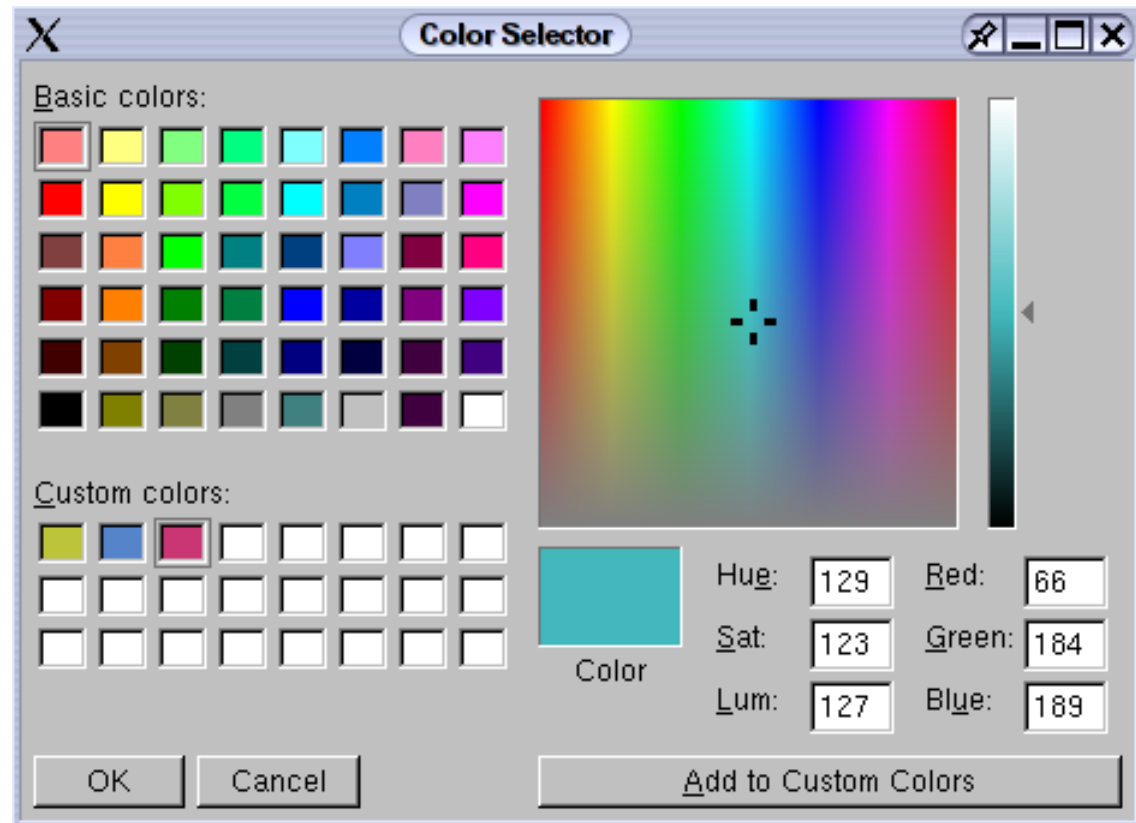 Color Selector
Basic colors:
Custom colors:
Color
Hue: 129 Red: 66
Sat: 123 Green: 184
Lum: 127 Blue: 189
OK Cancel Add to Custom Colors